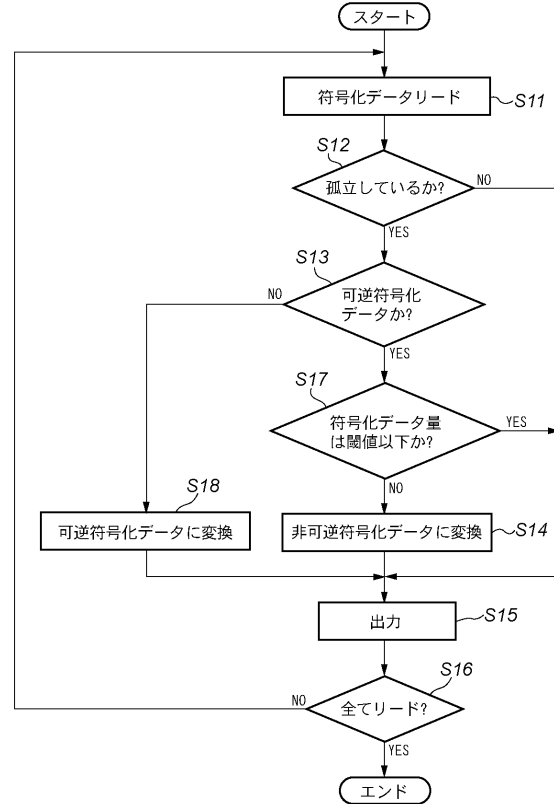 スタート
符号化データリード
S11
S12
孤立しているか?
NO
YES
S13
NO
可逆符号化
データか?
YES
S17
符号化データ量
は閾値以下か?
YES
NO
S18
可逆符号化データに変換
非可逆符号化データに変換
S14
出力
S15
S16
NO
全てリード?
YES
エンド